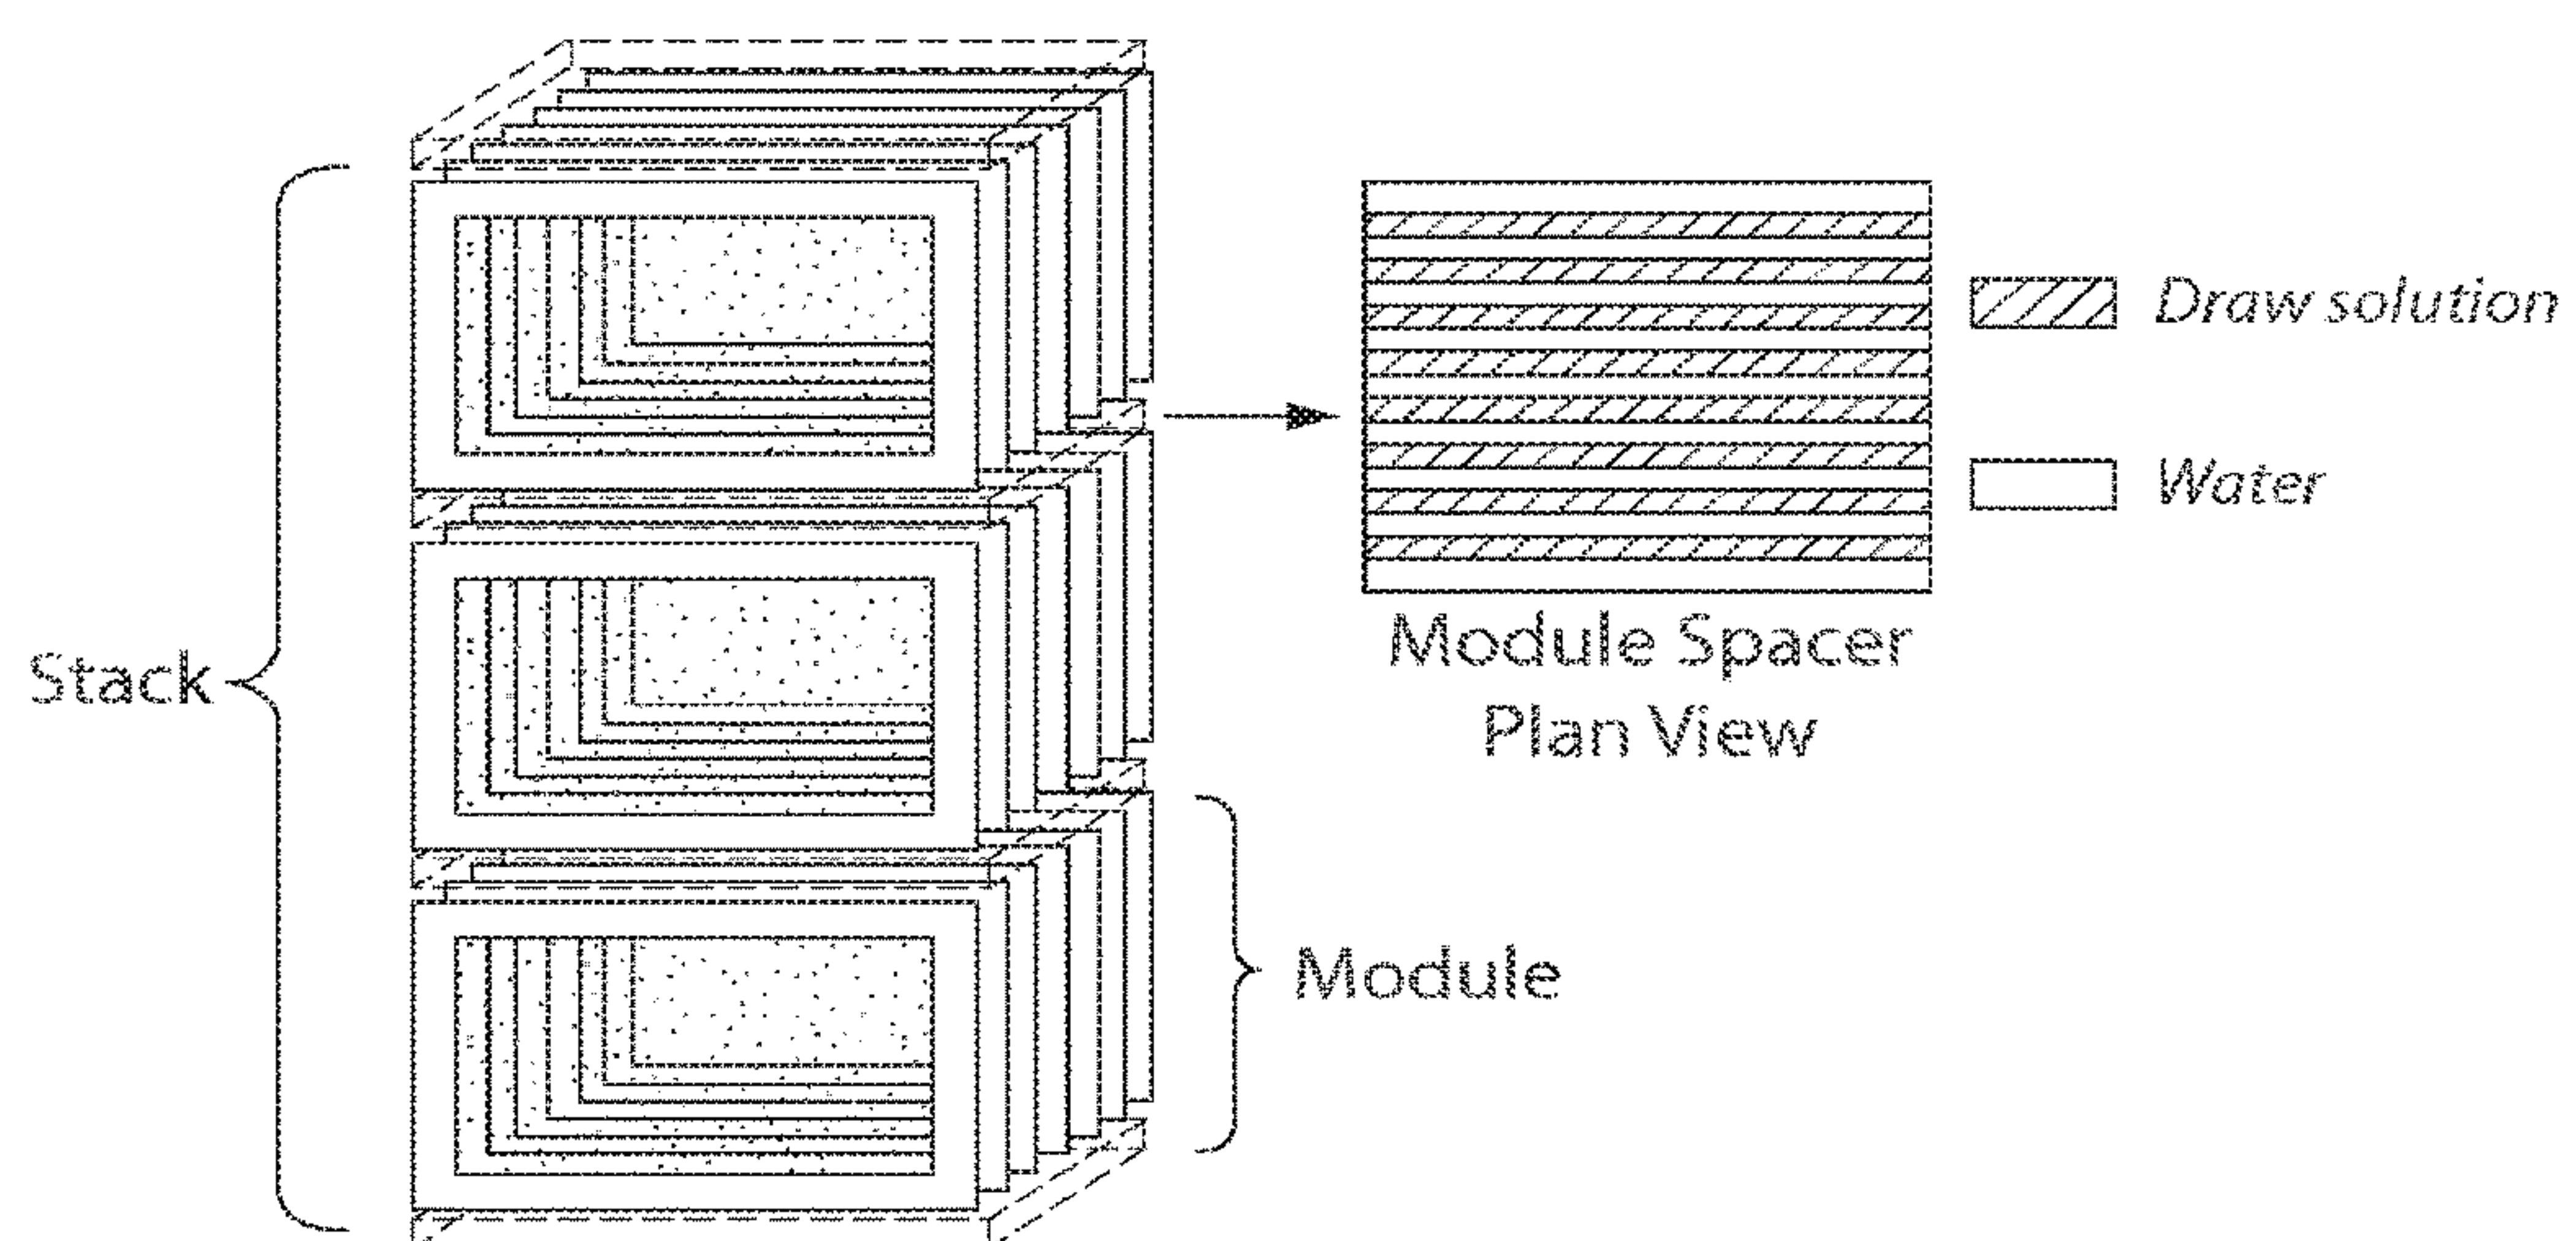 Stack
Draw solution
Water
Module Spacer
Plan View
Module